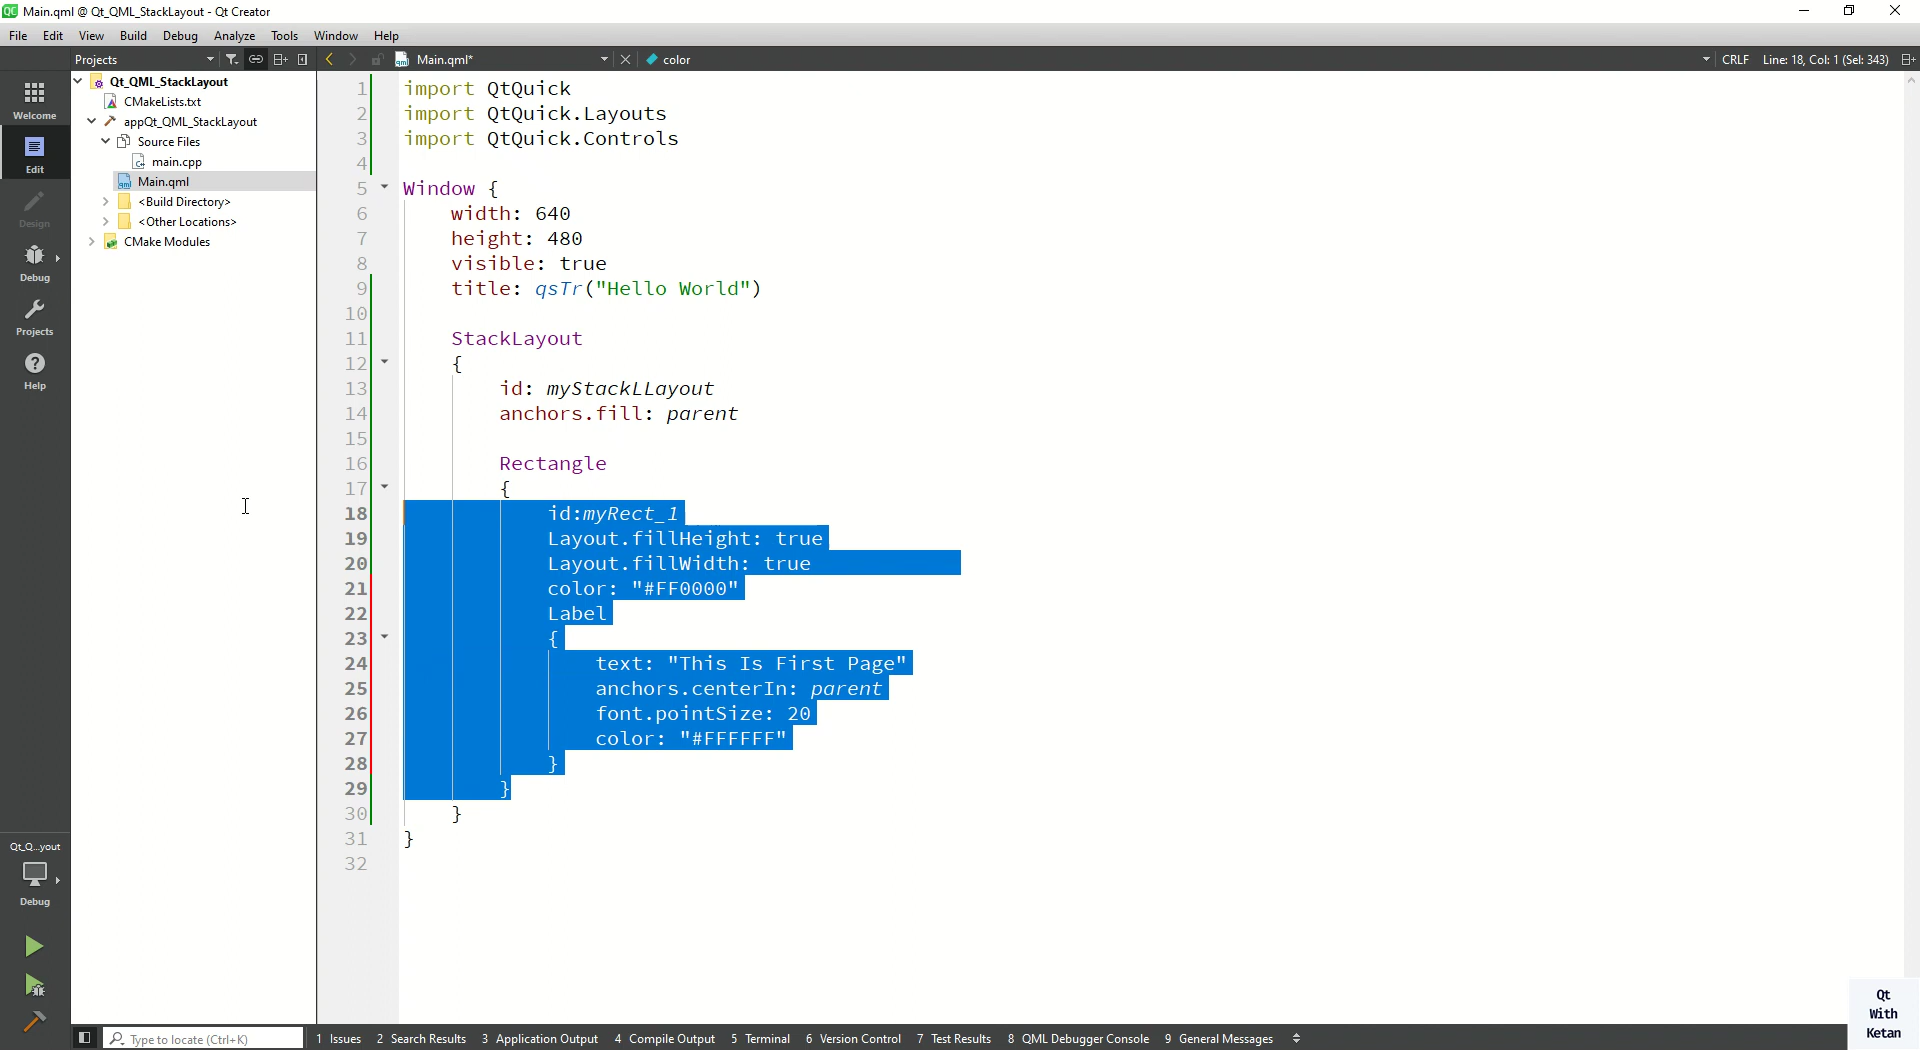 Main.qml @ Qt_QML_StackLayout - Qt Creator
File Edit View Build Debug Analyze Tools Window Help
Projects Main.qml* color CRLF Line: 18, Col: 1 (Sel: 343)
Welcome
Edit
Design
Debug
Projects
Help
Qt_QML_StackLayout
CMakeLists.txt
appQt_QML_StackLayout
Source Files
main.cpp
Main.qml
<Build Directory>
<Other Locations>
CMake Modules
1 import QtQuick
2 import QtQuick.Layouts
3 import QtQuick.Controls
4
5 Window {
6 width: 640
7 height: 480
8 visible: true
9 title: qsTr("Hello World")
10
11 StackLayout
12 {
13 id: myStackLLayout
14 anchors.fill: parent
15
16 Rectangle
17 {
18 id:myRect_1
19 Layout.fillHeight: true
20 Layout.fillWidth: true
21 color: "#FF0000"
22 Label
23 {
24 text: "This Is First Page"
25 anchors.centerIn: parent
26 font.pointSize: 20
27 color: "#FFFFFF"
28 }
29 }
30 }
31 }
32
Qt_Q...yout
Debug
Type to locate (Ctrl+K) 1 Issues 2 Search Results 3 Application Output 4 Compile Output 5 Terminal 6 Version Control 7 Test Results 8 QML Debugger Console 9 General Messages
Qt
With
Ketan